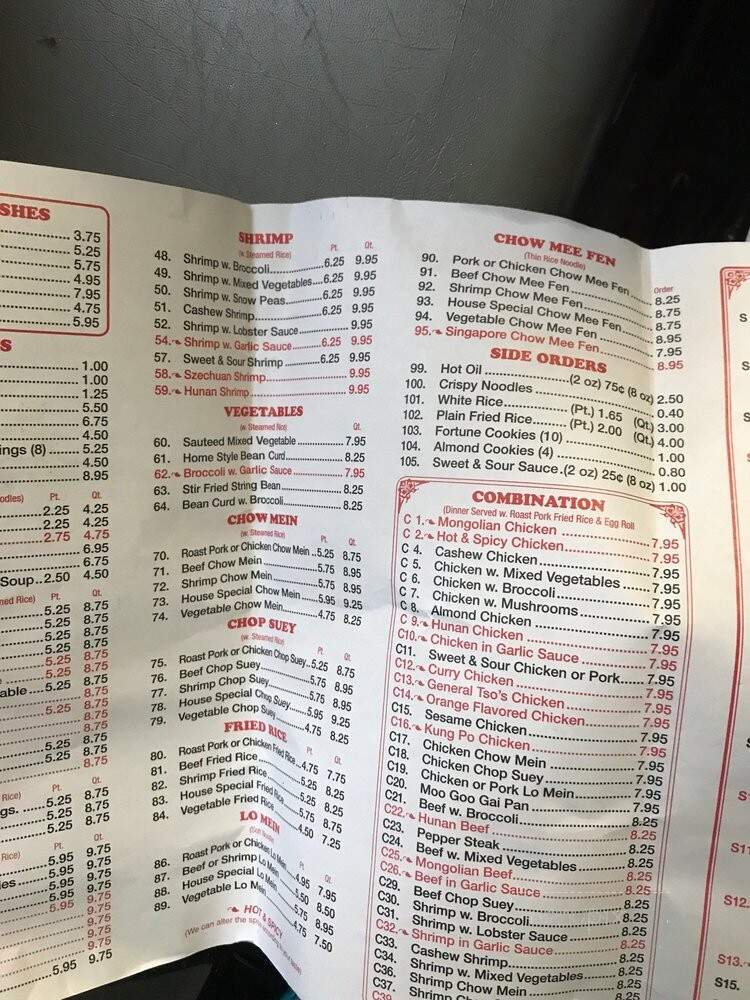 SHES
3.75
5.25
5.75
4.95
7.95
4.75
5.95
S
1.00
1.00
1.25
5.50
6.75
4.50
ings (8) 5.25
4.50
8.95
odles) Pt. Qt.
2.25 4.25
2.25 4.25
2.75 4.75
6.95
6.75
Soup..2.50 4.50
med Rice) Pt. Qt.
5.25 8.75
5.25 8.75
5.25 8.75
5.25 8.75
5.25 8.75
5.25 8.75
able....5.25 8.75
5.25 8.75
8.75
8.75
5.25 8.75
5.25 8.75
8.75
Rice) Pt. Qt.
gs. 5.25 8.75
5.25 8.75
5.25 8.75
Rice) Pt. Qt.
5.95 9.75
les 5.95 9.75
5.95 9.75
5.95 9.75
9.75
9.75
9.75
9.75
5.95 9.75
SHRIMP
(w. Steamed Rice) Pt. Qt.
48. Shrimp w. Broccoli 6.25 9.95
49. Shrimp w. Mixed Vegetables 6.25 9.95
50. Shrimp w. Snow Peas 6.25 9.95
51. Cashew Shrimp 6.25 9.95
52. Shrimp w. Lobster Sauce 9.95
54. Shrimp w. Garlic Sauce 6.25 9.95
57. Sweet & Sour Shrimp 6.25 9.95
58. Szechuan Shrimp 9.95
59. Hunan Shrimp 9.95
VEGETABLES
(w. Steamed Rice) Qt.
60. Sauteed Mixed Vegetable 7.95
61. Home Style Bean Curd 8.25
62. Broccoli w. Garlic Sauce 7.95
63. Stir Fried String Bean 8.25
64. Bean Curd w. Broccoli 8.25
CHOW MEIN
(w. Steamed Rice) Pt. Qt.
70. Roast Pork or Chicken Chow Mein 5.25 8.75
71. Beef Chow Mein 5.75 8.95
72. Shrimp Chow Mein 5.75 8.95
73. House Special Chow Mein 5.95 9.25
74. Vegetable Chow Mein 4.75 8.25
CHOP SUEY
(w. Steamed Rice) Pt. Qt.
75. Roast Pork or Chicken Chop Suey 5.25 8.75
76. Beef Chop Suey 5.75 8.95
77. Shrimp Chop Suey 5.75 8.95
78. House Special Chop Suey 5.95 9.25
79. Vegetable Chop Suey 4.75 8.25
FRIED RICE
Pt. Qt.
80. Roast Pork or Chicken Fried Rice 4.75 7.75
81. Beef Fried Rice 5.25 8.25
82. Shrimp Fried Rice 5.25 8.25
83. House Special Fried Rice 5.75 8.75
84. Vegetable Fried Rice 4.50 7.25
LO MEIN
Pt. Qt.
86. Roast Pork or Chicken Lo Mein 4.95 7.95
87. Beef or Shrimp Lo Mein 5.50 8.50
88. House Special Lo Mein 5.75 8.95
89. Vegetable Lo Mein 4.75 7.50
HOT & SPICY
(We can alter the spice
CHOW MEE FEN
(Thin Rice Noodle)
Order
90. Pork or Chicken Chow Mee Fen 8.25
91. Beef Chow Mee Fen 8.75
92. Shrimp Chow Mee Fen 8.75
93. House Special Chow Mee Fen 8.95
94. Vegetable Chow Mee Fen 7.95
95. Singapore Chow Mee Fen 8.95
SIDE ORDERS
99. Hot Oil (2 oz) 75¢ (8 oz) 2.50
100. Crispy Noodles 0.40
101. White Rice (Pt.) 1.65 (Qt.) 3.00
102. Plain Fried Rice (Pt.) 2.00 (Qt.) 4.00
103. Fortune Cookies (10) 1.00
104. Almond Cookies (4) 0.80
105. Sweet & Sour Sauce.(2 oz) 25¢ (8 oz) 1.00
COMBINATION
(Dinner Served w. Roast Pork Fried Rice & Egg Roll
C 1. Mongolian Chicken 7.95
C 2. Hot & Spicy Chicken 7.95
C 4. Cashew Chicken 7.95
C 5. Chicken w. Mixed Vegetables 7.95
C 6. Chicken w. Broccoli 7.95
C 7. Chicken w. Mushrooms 7.95
C 8. Almond Chicken 7.95
C 9. Hunan Chicken 7.95
C10. Chicken in Garlic Sauce 7.95
C11. Sweet & Sour Chicken or Pork 7.95
C12. Curry Chicken 7.95
C13. General Tso's Chicken 7.95
C14. Orange Flavored Chicken 7.95
C15. Sesame Chicken 7.95
C16. Kung Po Chicken 7.95
C17. Chicken Chow Mein 7.95
C18. Chicken Chop Suey 7.95
C19. Chicken or Pork Lo Mein 7.95
C20. Moo Goo Gai Pan 7.95
C21. Beef w. Broccoli 8.25
C22. Hunan Beef 8.25
C23. Pepper Steak 8.25
C24. Beef w. Mixed Vegetables 8.25
C25. Mongolian Beef 8.25
C26. Beef in Garlic Sauce 8.25
C29. Beef Chop Suey 8.25
C30. Shrimp w. Broccoli 8.25
C31. Shrimp w. Lobster Sauce 8.25
C32. Shrimp in Garlic Sauce 8.25
C33. Cashew Shrimp 8.25
C34. Shrimp w. Mixed Vegetables 8.25
C36. Shrimp Chow Mein 8.25
C37. Shrimp Cho
C39
S12.
S13.
S15.